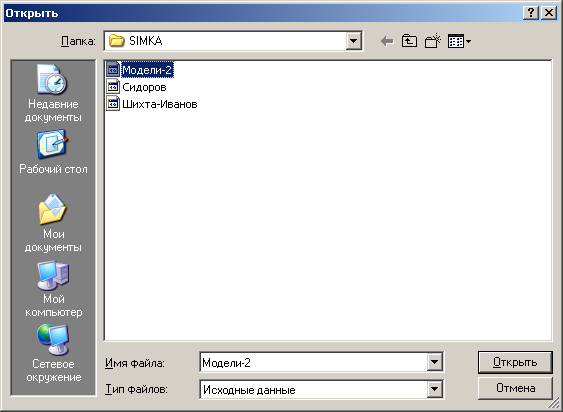 Открыть
Папка: SIMKA
Модели-2
Сидоров
Шихта-Иванов
Недавние
документы
Рабочий стол
Мои
документы
Мой
компьютер
Сетевое
окружение
Имя файла: Модели-2 Открыть
Тип файлов: Исходные данные Отмена